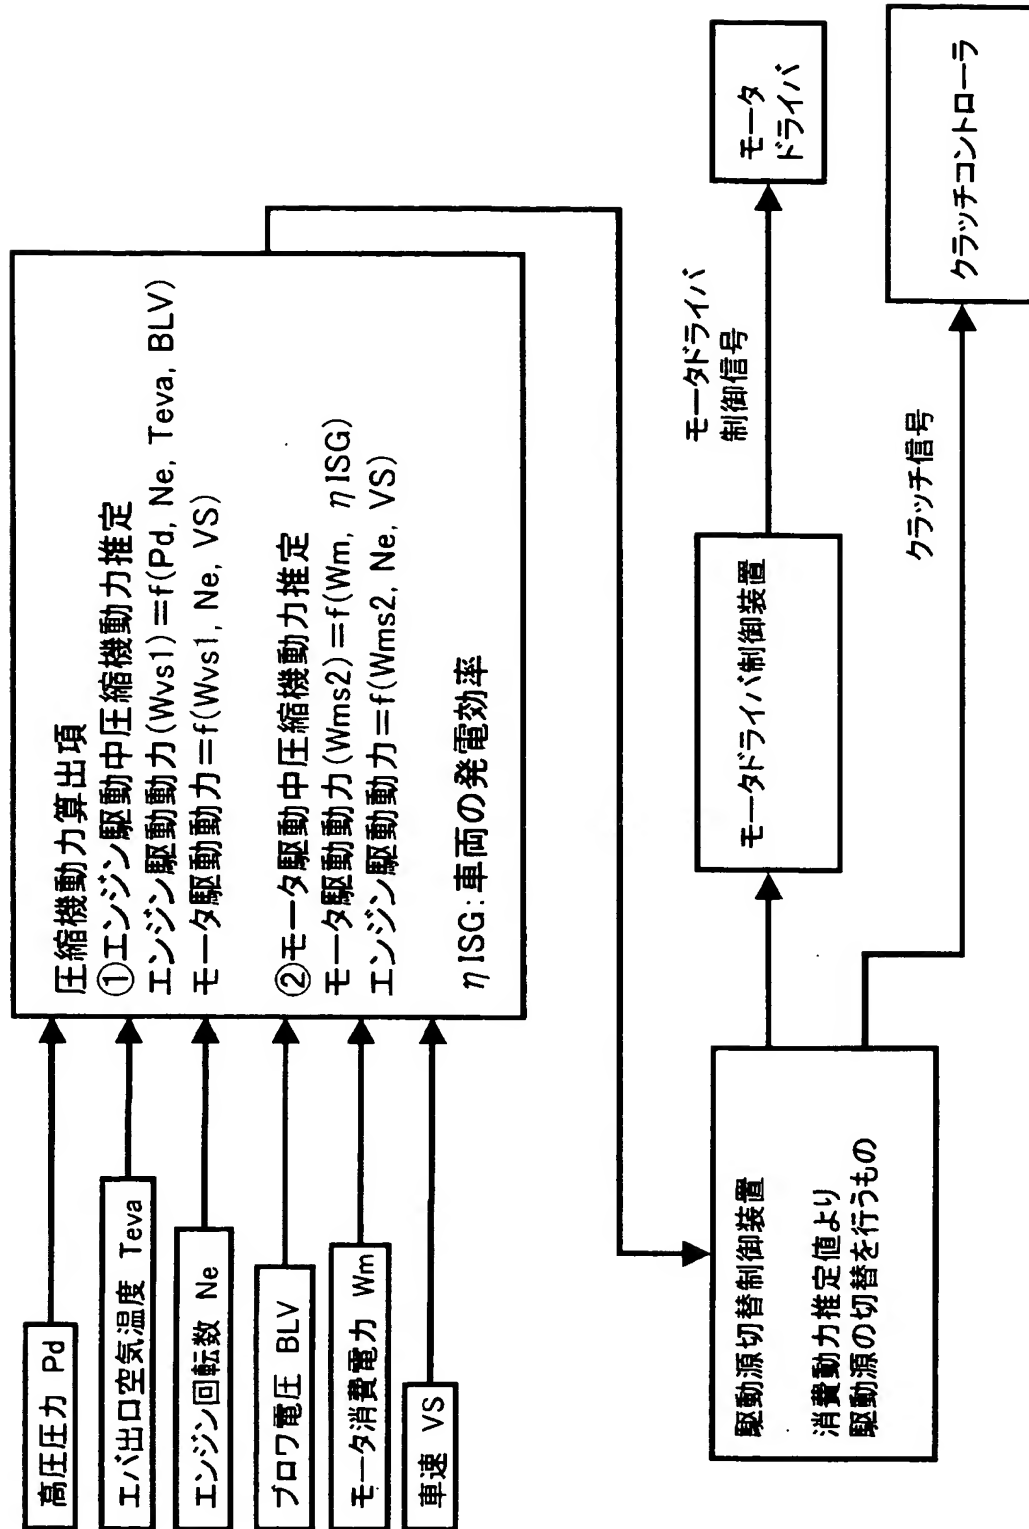 高圧圧力 Pd
エバ出口空気温度 Teva
エンジン回転数 Ne
ブロワ電圧 BLV
モータ消費電力 Wm
車速 VS
圧縮機動力算出項
①エンジン駆動中圧縮機動力推定
エンジン駆動動力(Wvs1)=f(Pd, Ne, Teva, BLV)
モータ駆動動力=f(Wvs1, Ne, VS)
②モータ駆動中圧縮機動力推定
モータ駆動動力(Wms2)=f(Wm, ηISG)
エンジン駆動動力=f(Wms2, Ne, VS)
ηISG:車両の発電効率
駆動源切替制御装置
消費動力推定値より
駆動源の切替を行うもの
モータドライバ制御装置
モータドライバ
制御信号
モータ
ドライバ
クラッチ信号
クラッチコントローラ